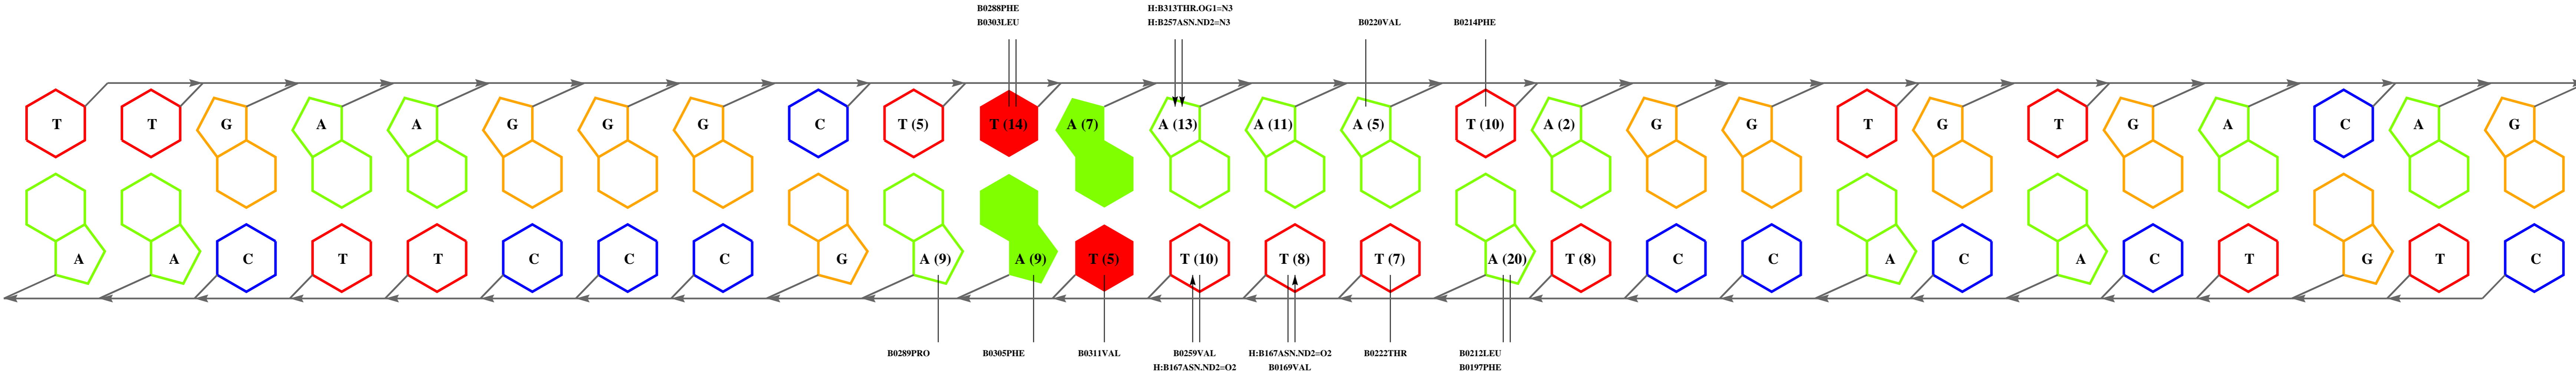 B0288PHE H:B313THR.OG1=N3
B0303LEU H:B257ASN.ND2=N3 B0220VAL B0214PHE
T T G A A G G G C T (5) T (14) A (7) A (13) A (11) A (5) T (10) A (2) G G T G T G A C A G
A A C T T C C C G A (9) A (9) T (5) T (10) T (8) T (7) A (20) T (8) C C A C A C T G T C
B0289PRO B0305PHE B0311VAL B0259VAL H:B167ASN.ND2=O2 B0222THR B0212LEU
H:B167ASN.ND2=O2 B0169VAL B0197PHE